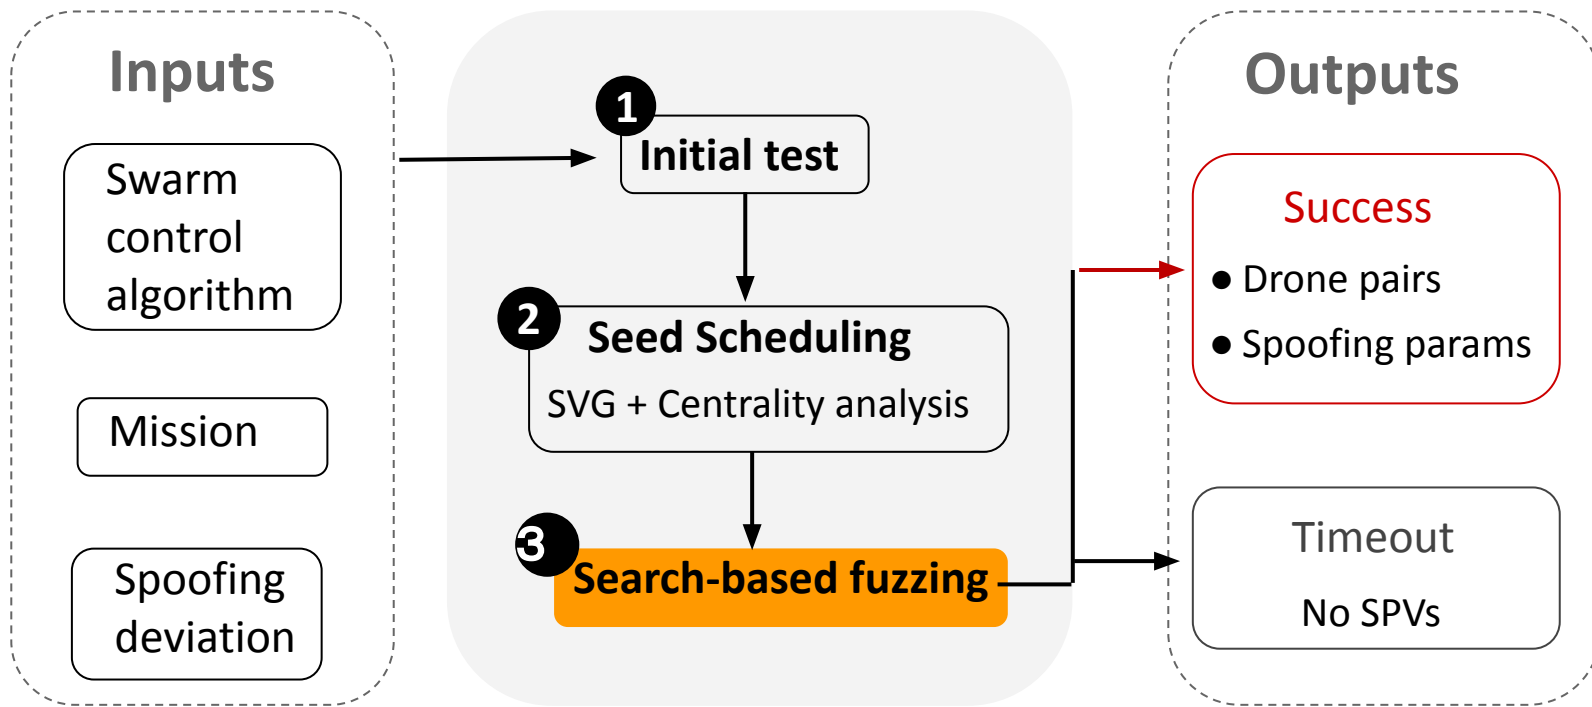 Inputs
Swarm
control
algorithm
Mission
Spoofing
deviation
1
Initial test
2
Seed Scheduling
SVG + Centrality analysis
3
Search-based fuzzing
Outputs
Success
● Drone pairs
● Spoofing params
Timeout
No SPVs